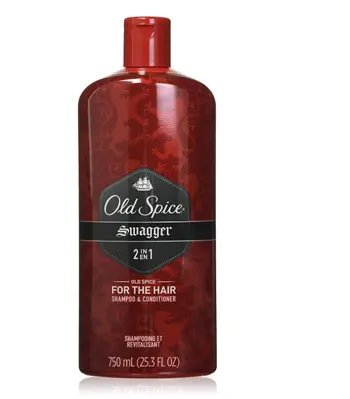 Old Spice
Swagger
2 IN EN 1
OLD SPICE
FOR THE HAIR
SHAMPOO & CONDITIONER
SHAMPOOING ET
REVITALISANT
750 mL (25.3 FL OZ)